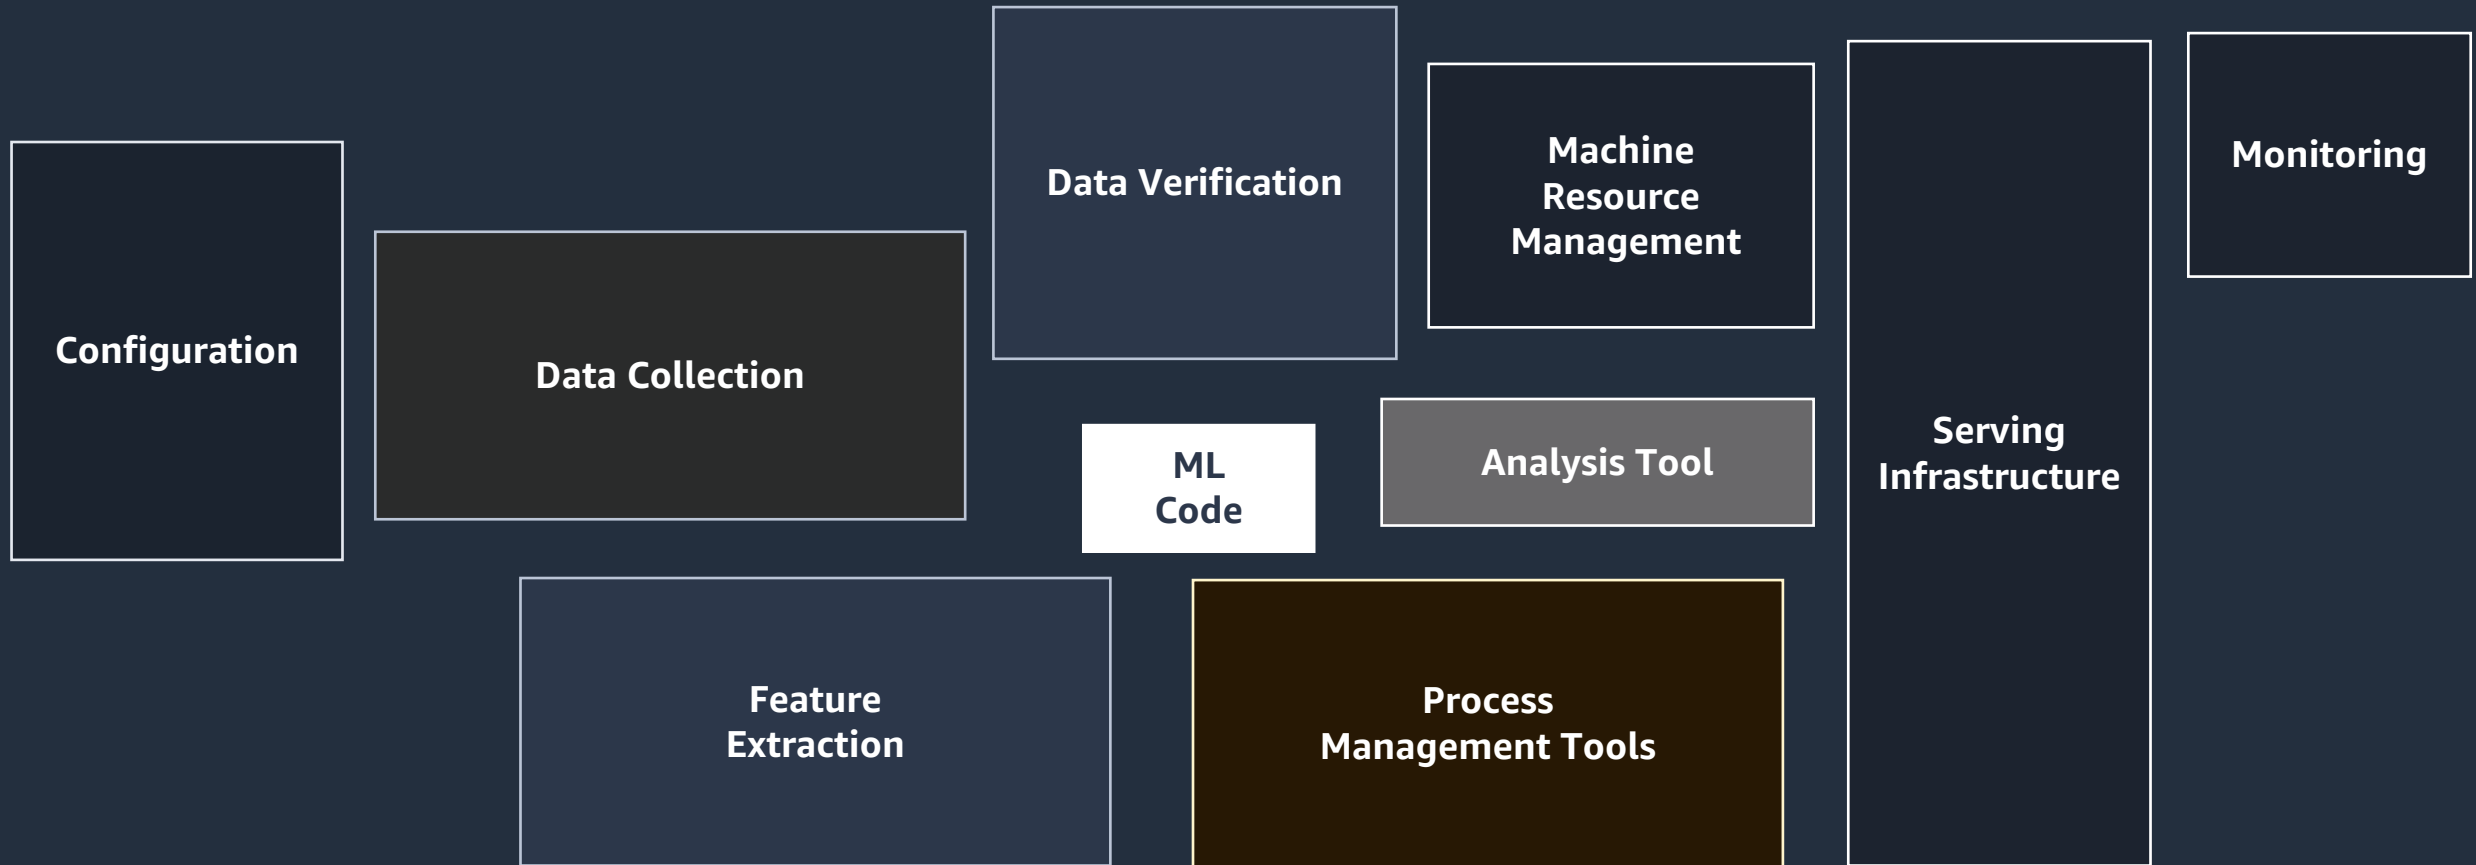 Configuration
Data Collection
Data Verification
Machine
Resource
Management
Monitoring
ML
Code
Analysis Tool
Serving
Infrastructure
Feature
Extraction
Process
Management Tools